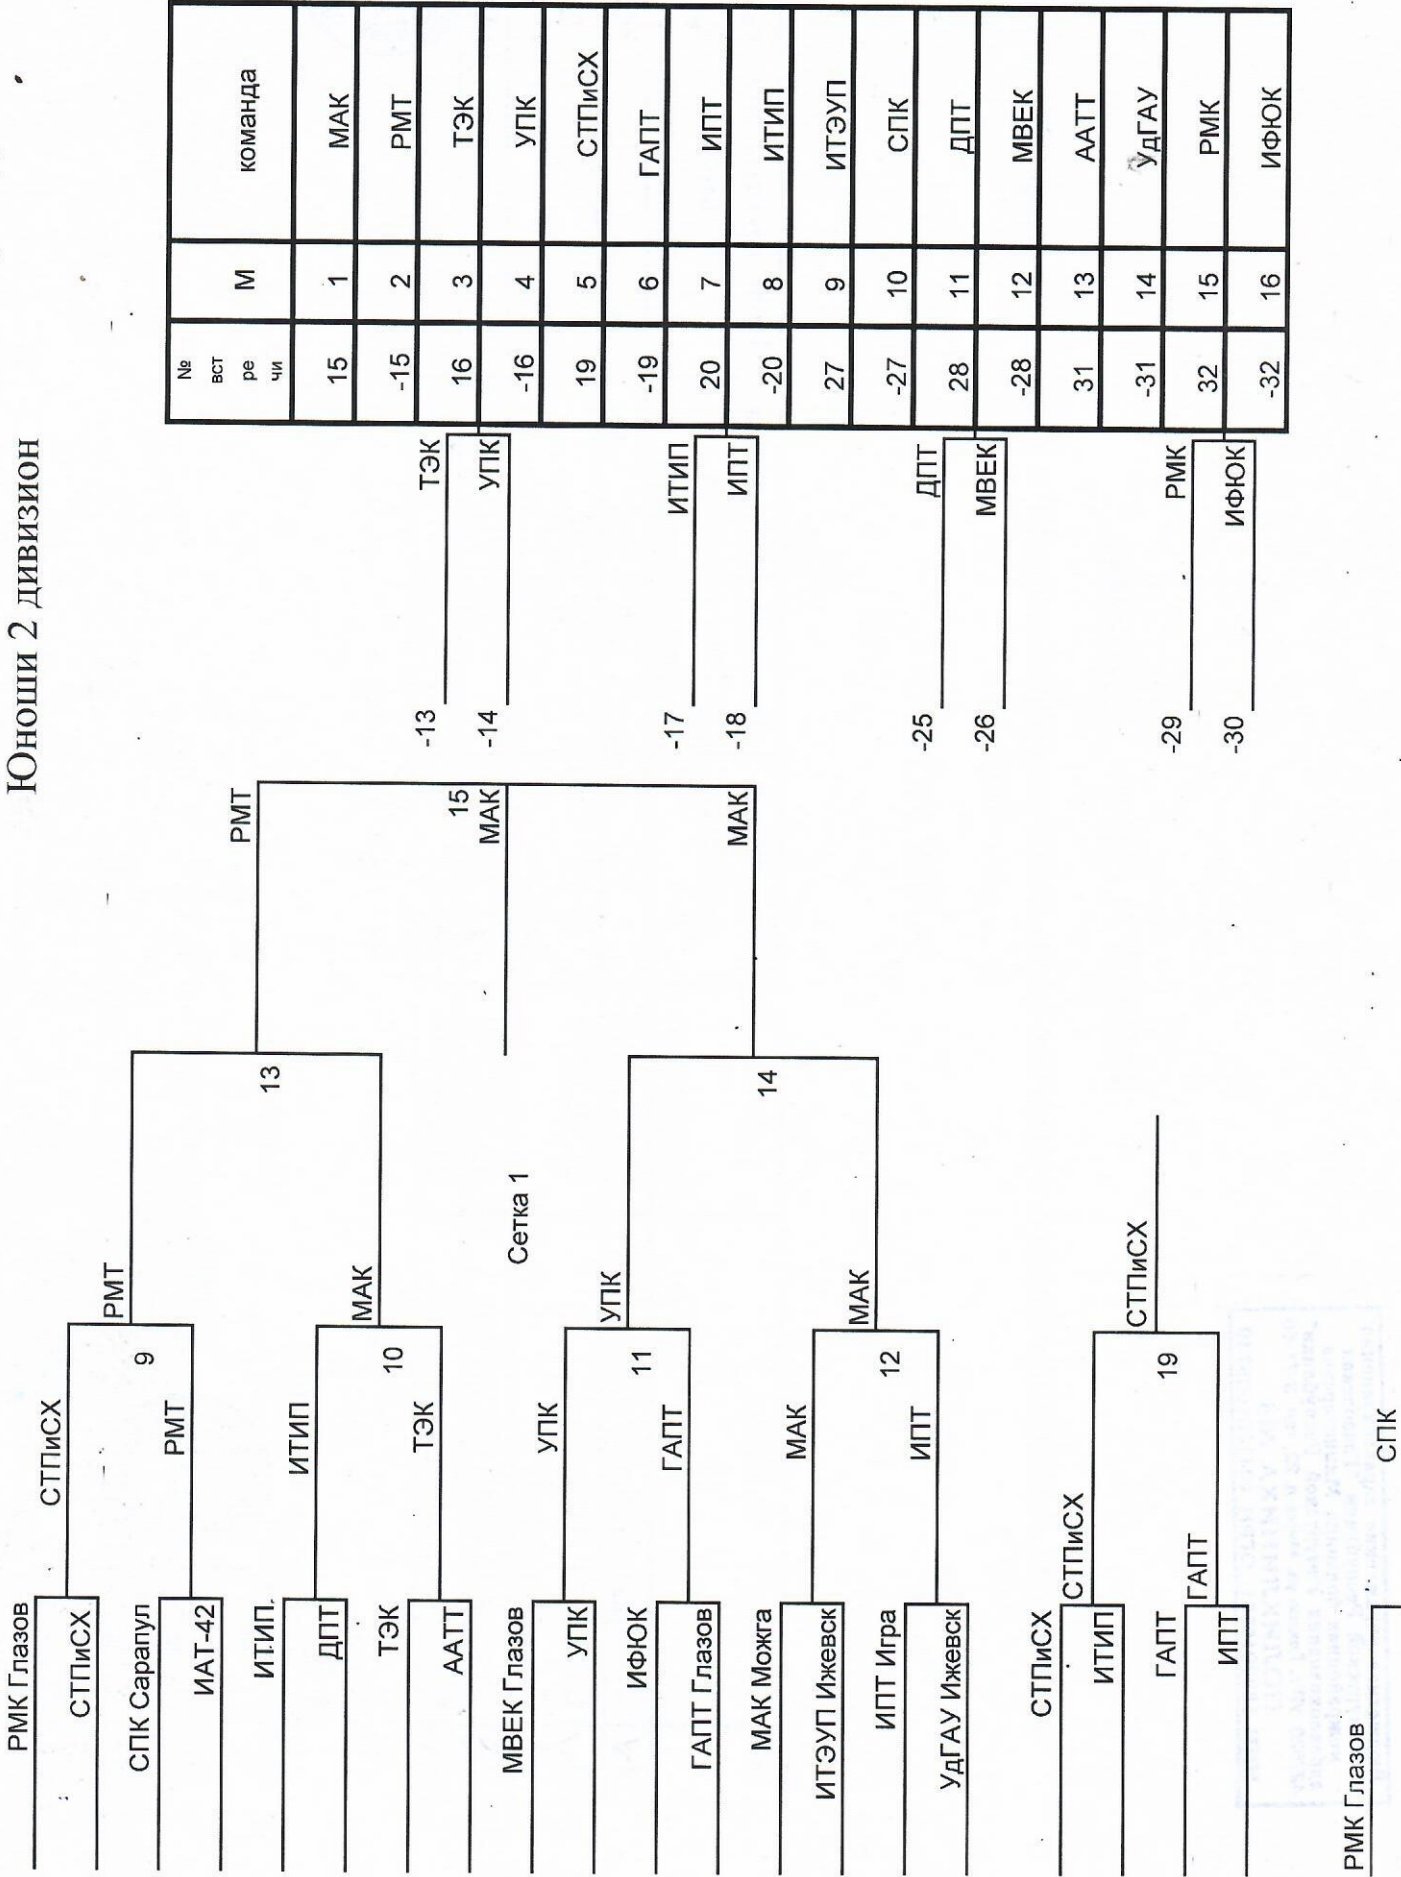 Юноши 2 дивизион
РМК Глазов
СТПиСХ
СТПиСХ
9
РМТ
СПК Сарапул
РМТ
ИАТ-42
13
РМТ
ИТИП
ИТИП
ДПТ
10
МАК
ТЭК
ТЭК
ААТТ
Сетка 1
15
МАК
МВЕК Глазов
УПК
УПК
11
УПК
ИФЮК
ГАПТ
ГАПТ Глазов
14
МАК
МАК Можга
МАК
ИТЭУП Ижевск
12
МАК
ИПТ Игра
ИПТ
УдГАУ Ижевск
СТПиСХ
СТПиСХ
ИТИП
19
СТПиСХ
ГАПТ
ГАПТ
ИПТ
РМК Глазов
СПК
-13 ТЭК
-14 УПК
-17 ИТИП
-18 ИПТ
-25 ДПТ
-26 МВЕК
-29 РМК
-30 ИФЮК
№ вст ре чи М команда
15 1 МАК
-15 2 РМТ
16 3 ТЭК
-16 4 УПК
19 5 СТПиСХ
-19 6 ГАПТ
20 7 ИПТ
-20 8 ИТИП
27 9 ИТЭУП
-27 10 СПК
28 11 ДПТ
-28 12 МВЕК
31 13 ААТТ
-31 14 УдГАУ
32 15 РМК
-32 16 ИФЮК